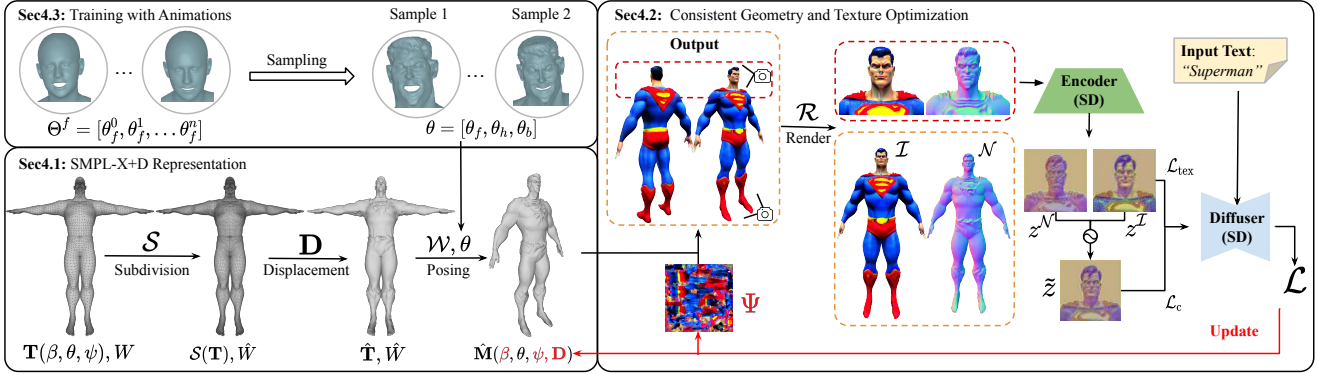 Sec4.3: Training with Animations
Sample 1
Sample 2
...
Sampling
...
Θ^f = [θ_f^0, θ_f^1, ... θ_f^n]
θ = [θ_f, θ_h, θ_b]
Sec4.1: SMPL-X+D Representation
S
Subdivision
D
Displacement
W, θ
Posing
T(β, θ, ψ), W
S(T), Ŵ
T̂, Ŵ
M̂(β, θ, ψ, D)
Sec4.2: Consistent Geometry and Texture Optimization
Output
R
Render
I
N
Ψ
Encoder
(SD)
Input Text:
“Superman”
L_tex
z^N
z^I
z̃
L_c
Diffuser
(SD)
L
Update